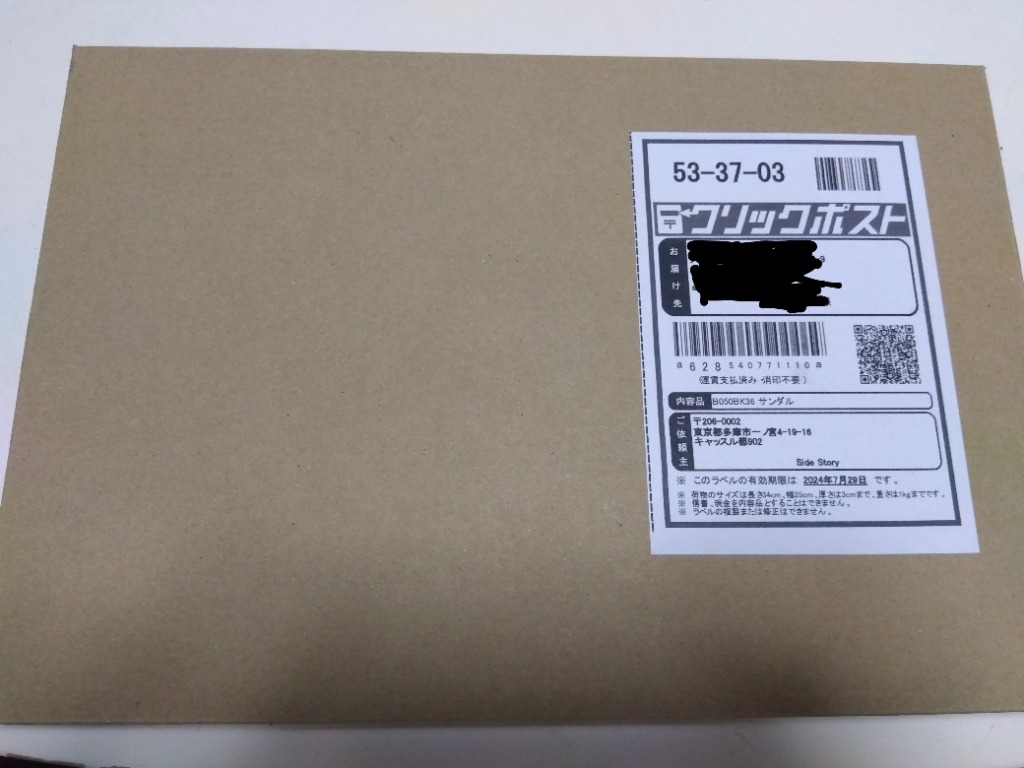 53-37-03
クリックポスト
お届け先
a628540771110a
(運賃支払済み・消印不要)
内容品 B050BK36 サンダル
ご依頼主
〒206-0002
東京都多摩市一ノ宮4-19-16
キャッスル都902
Side Story
※ このラベルの有効期限は 2024年7月29日 です。
※ 荷物のサイズは長さ34cm、幅25cm、厚さは3cmまで、重さは1kgまでです。
※ 信書、現金を内容品とすることはできません。
※ ラベルの複製または修正はできません。